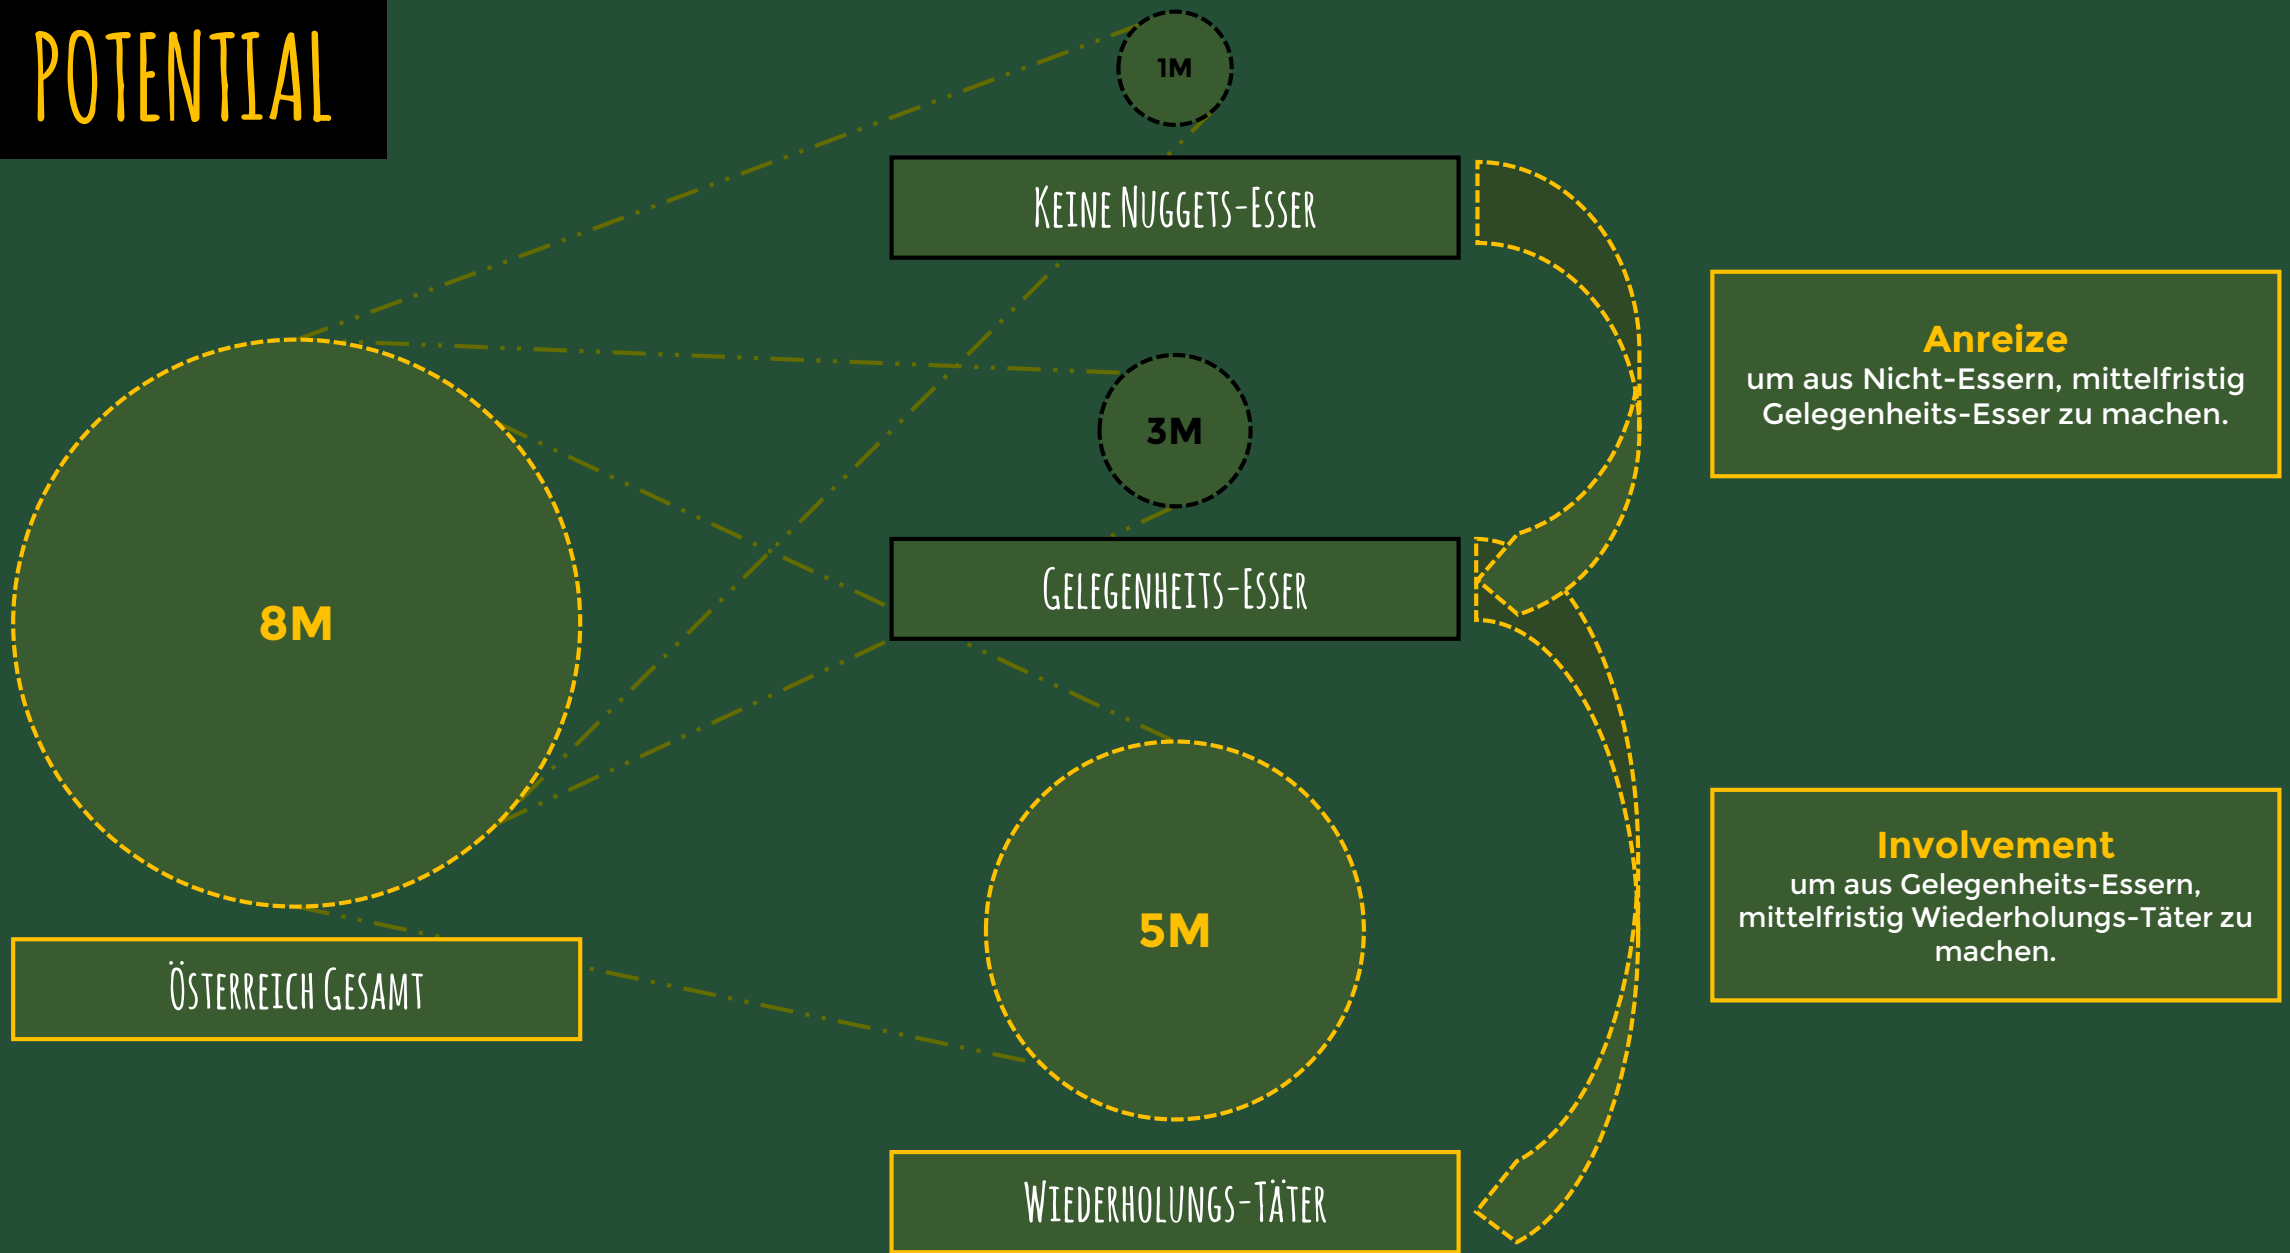 POTENTIAL
1M
Keine Nuggets-Esser
3M
Gelegenheits-Esser
8M
Österreich Gesamt
5M
Wiederholungs-Täter
Anreize
um aus Nicht-Essern, mittelfristig
Gelegenheits-Esser zu machen.
Involvement
um aus Gelegenheits-Essern,
mittelfristig Wiederholungs-Täter zu
machen.